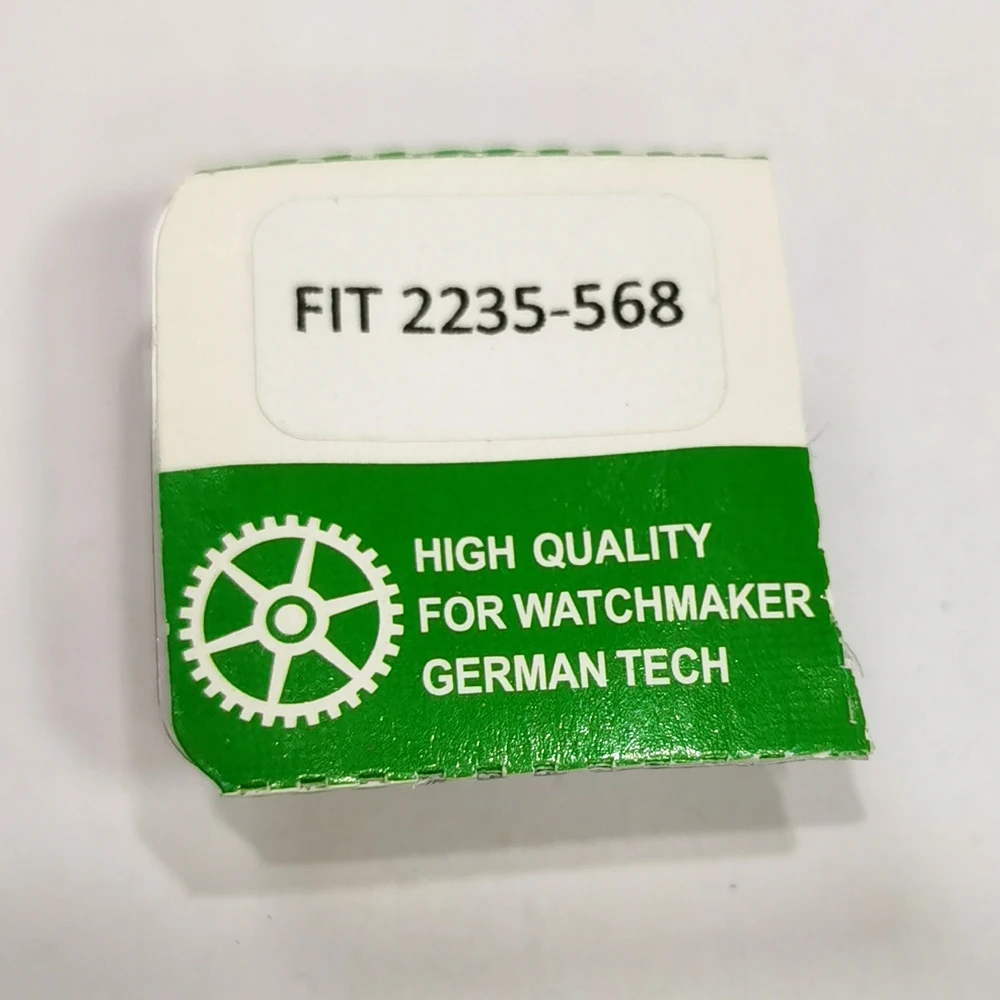 FIT 2235-568
HIGH QUALITY
FOR WATCHMAKER
GERMAN TECH